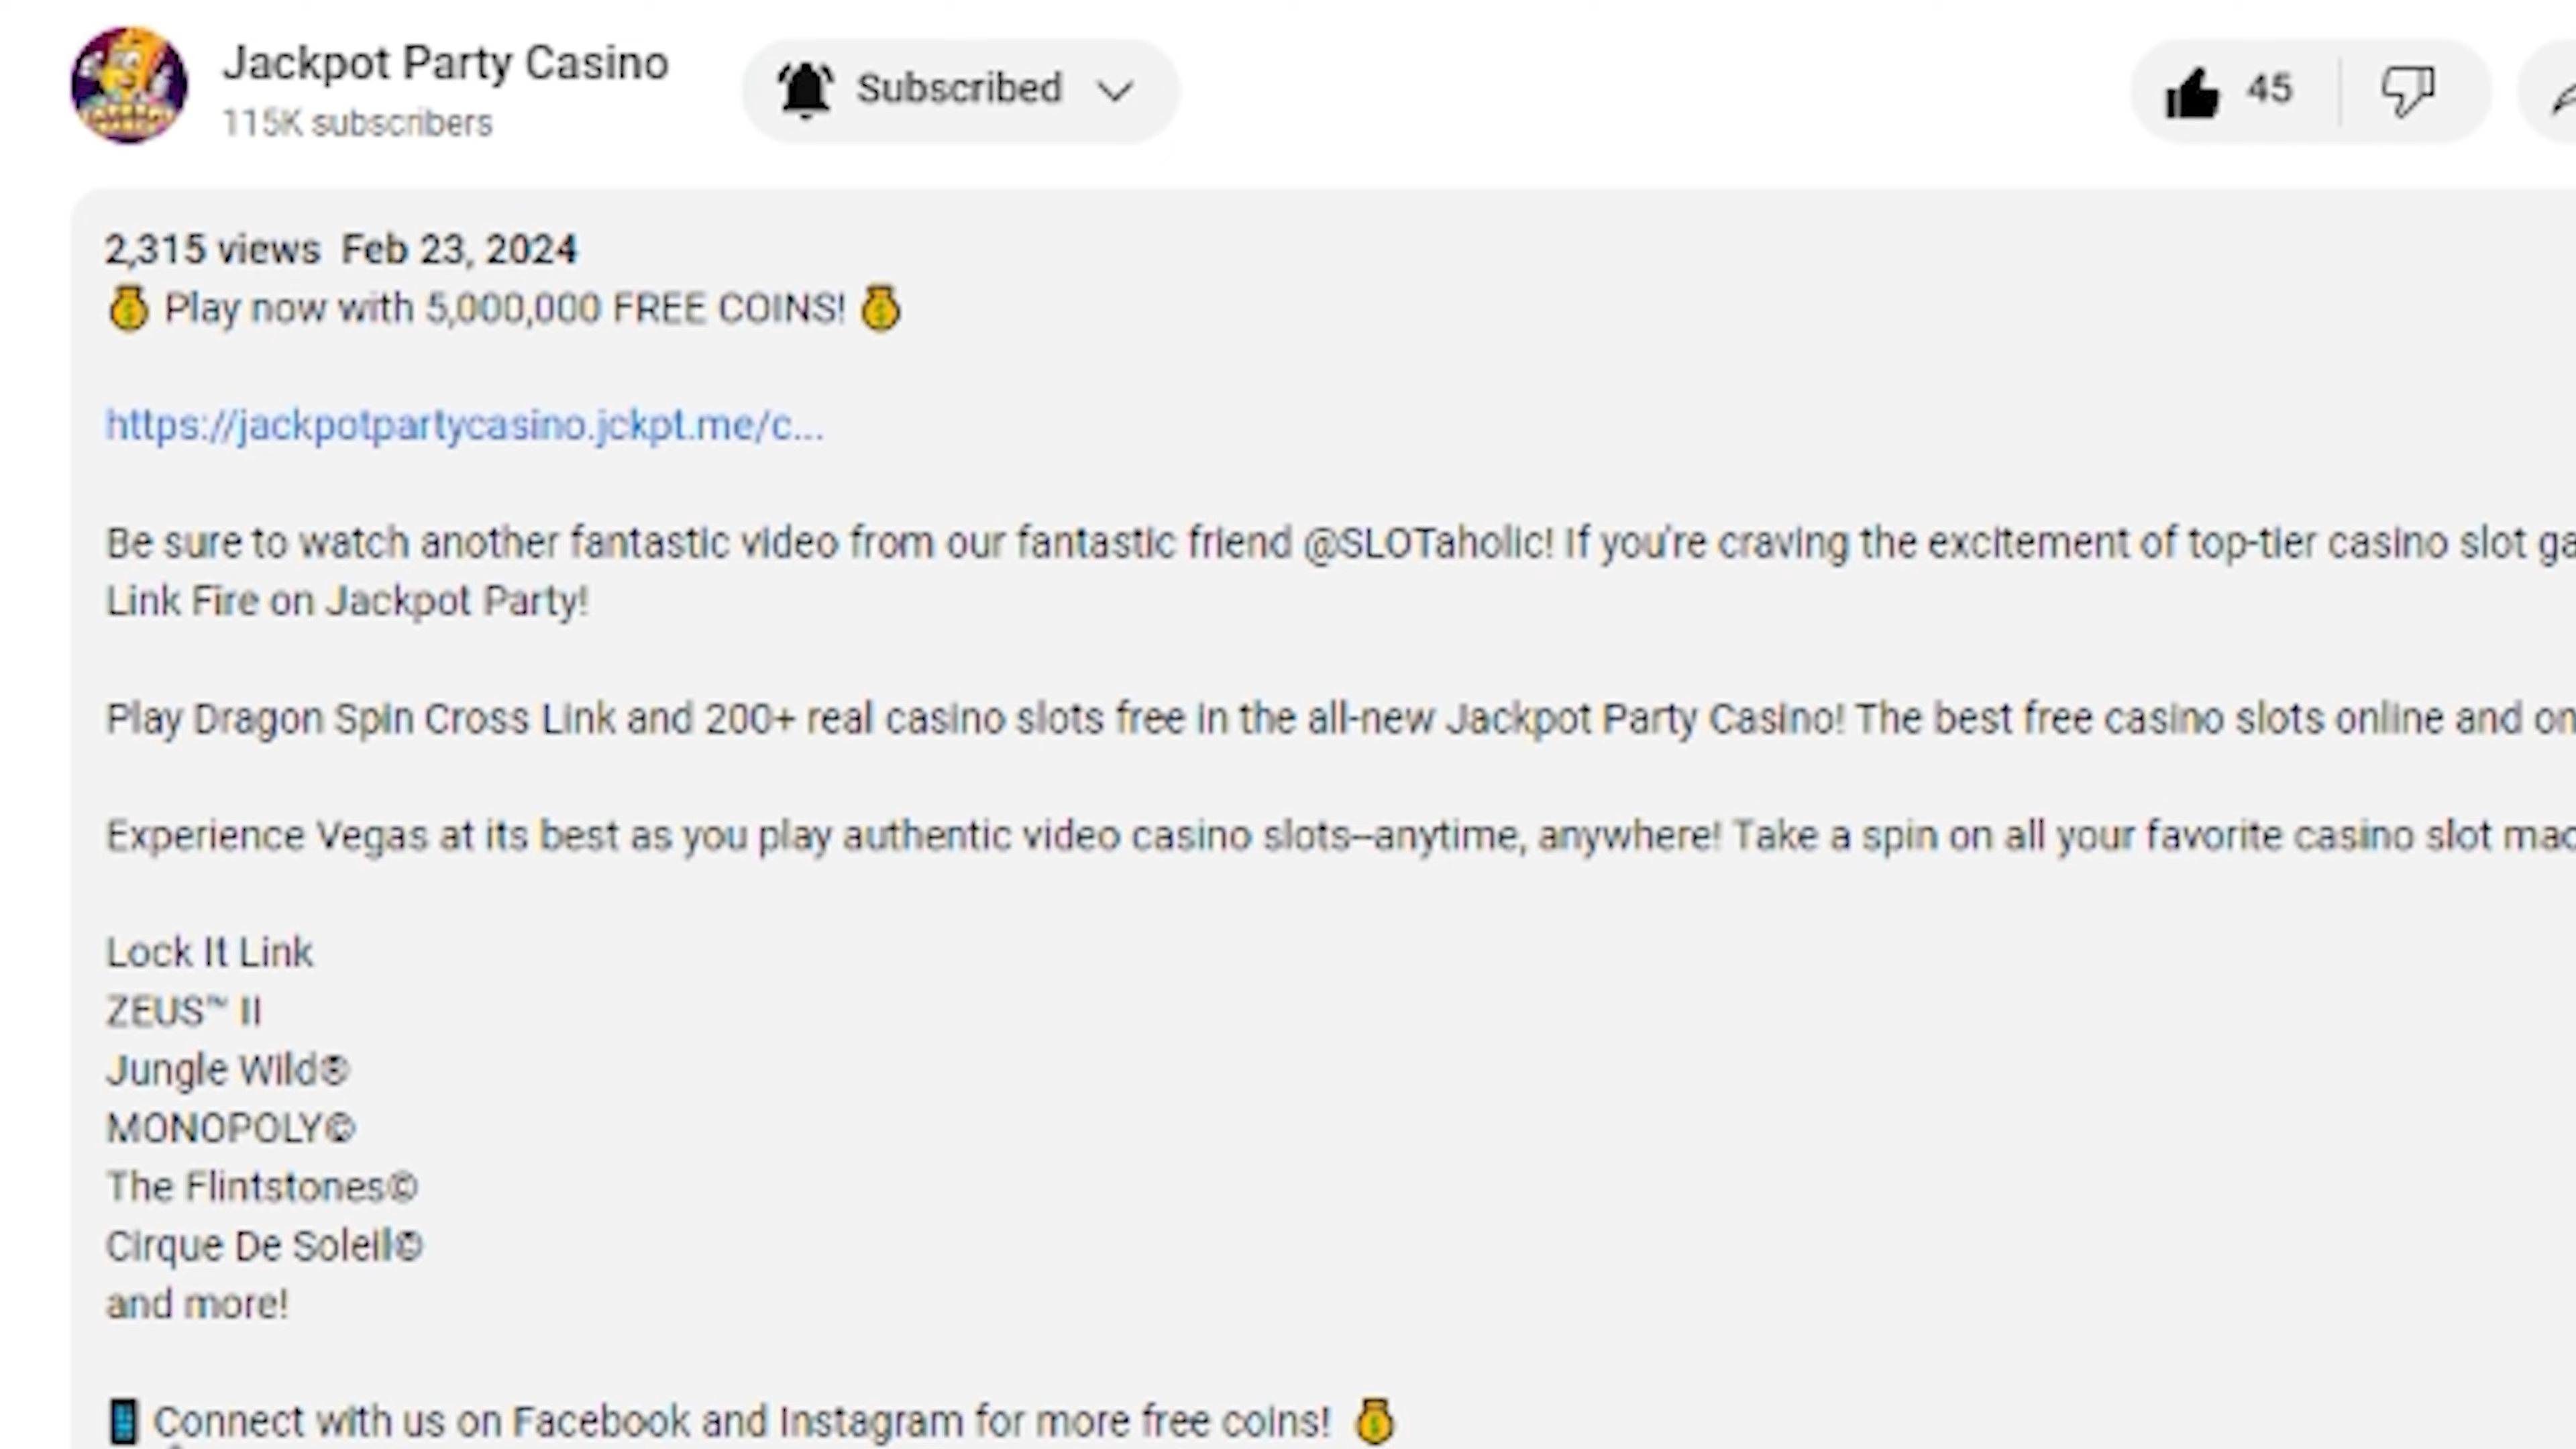 Jackpot Party Casino
115K subscribers
Subscribed
45
2,315 views Feb 23, 2024
💰 Play now with 5,000,000 FREE COINS! 💰
https://jackpotpartycasino.jckpt.me/c...
Be sure to watch another fantastic video from our fantastic friend @SLOTaholic! If you're craving the excitement of top-tier casino slot
Link Fire on Jackpot Party!
Play Dragon Spin Cross Link and 200+ real casino slots free in the all-new Jackpot Party Casino! The best free casino slots online and on
Experience Vegas at its best as you play authentic video casino slots–anytime, anywhere! Take a spin on all your favorite casino slot
Lock It Link
ZEUS™ II
Jungle Wild®
MONOPOLY©
The Flintstones©
Cirque De Soleil©
and more!
📱 Connect with us on Facebook and Instagram for more free coins! 💰